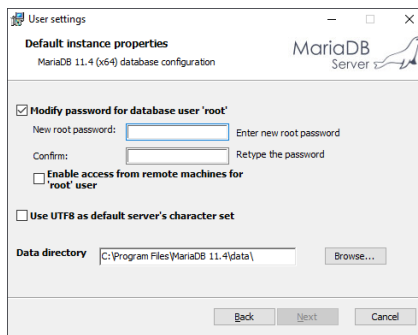 User settings
Default instance properties
MariaDB 11.4 (x64) database configuration
MariaDB
Server
Modify password for database user 'root'
New root password:
Enter new root password
Confirm:
Retype the password
Enable access from remote machines for
'root' user
Use UTF8 as default server's character set
Data directory
C:\Program Files\MariaDB 11.4\data\
Browse...
Back
Next
Cancel